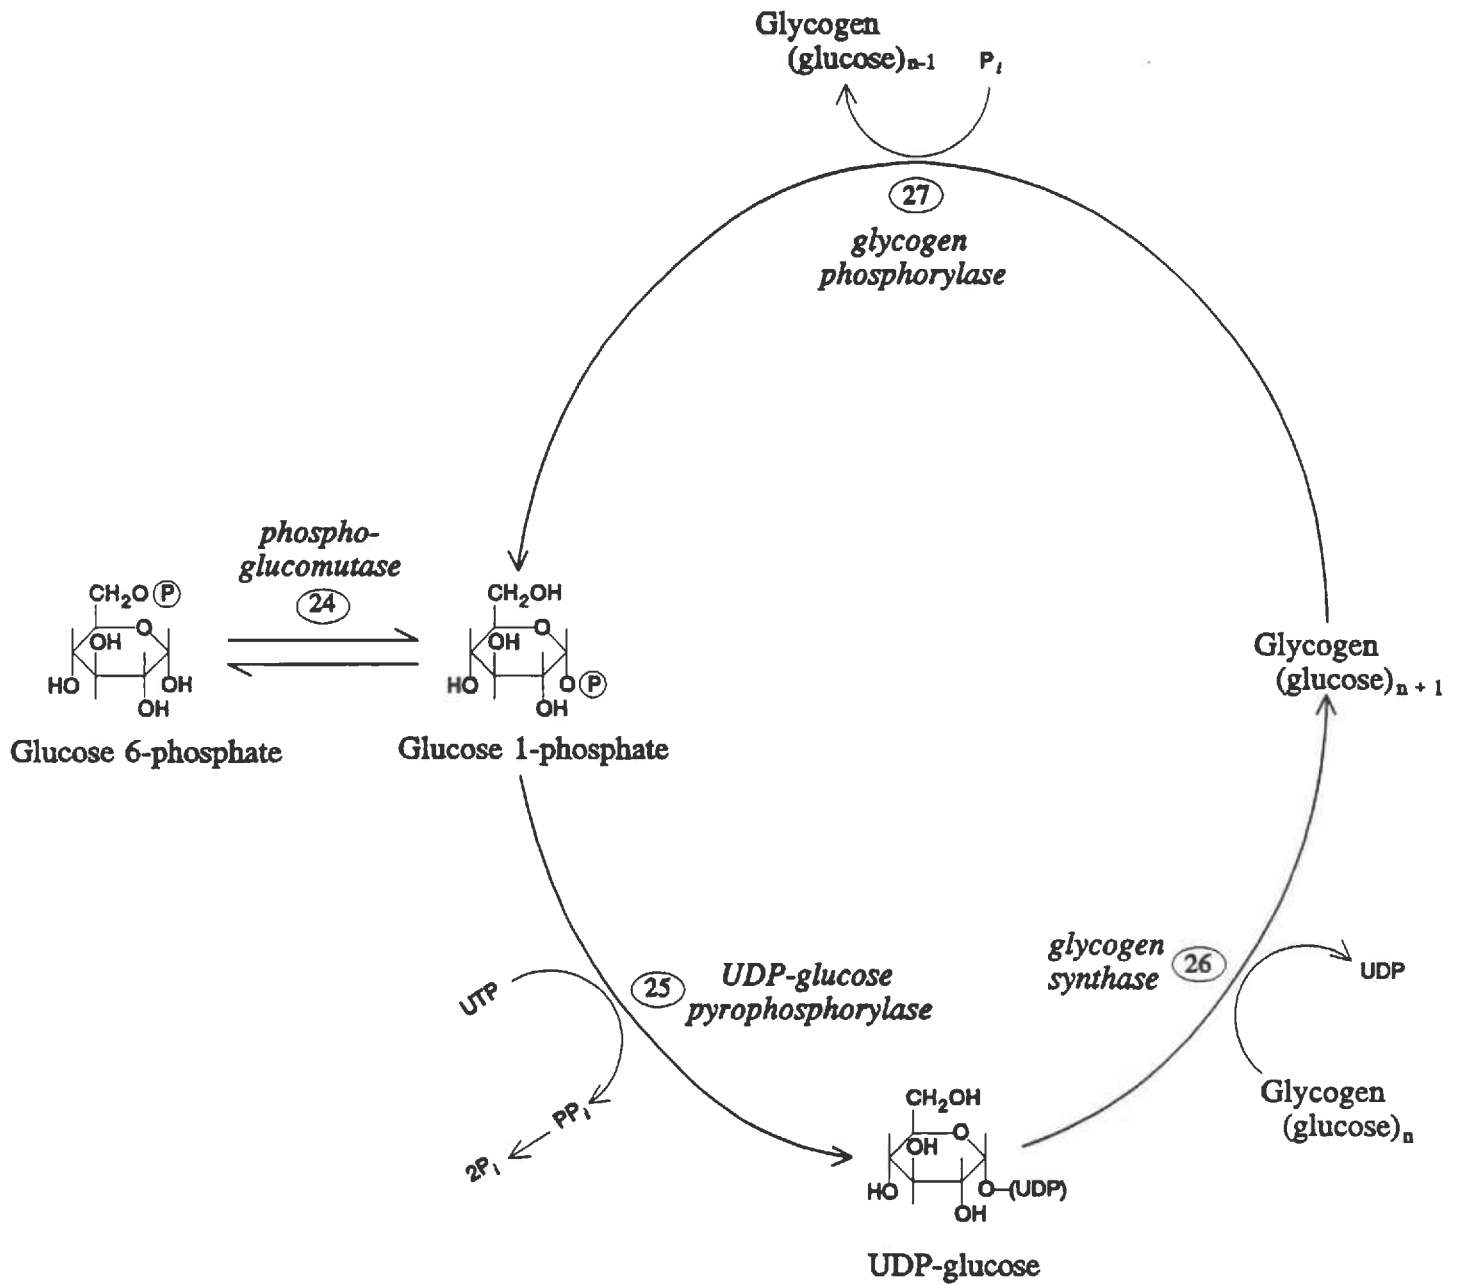 Glycogen
(glucose)n-1
Pi
27
glycogen
phosphorylase
phospho-
glucomutase
24
CH2O P
O
OH
HO
OH
OH
Glucose 6-phosphate
CH2OH
O
OH
HO
O P
OH
Glucose 1-phosphate
Glycogen
(glucose)n + 1
UTP
25
UDP-glucose
pyrophosphorylase
PPi
2Pi
glycogen
synthase
26
UDP
Glycogen
(glucose)n
CH2OH
O
OH
HO
O-(UDP)
OH
UDP-glucose